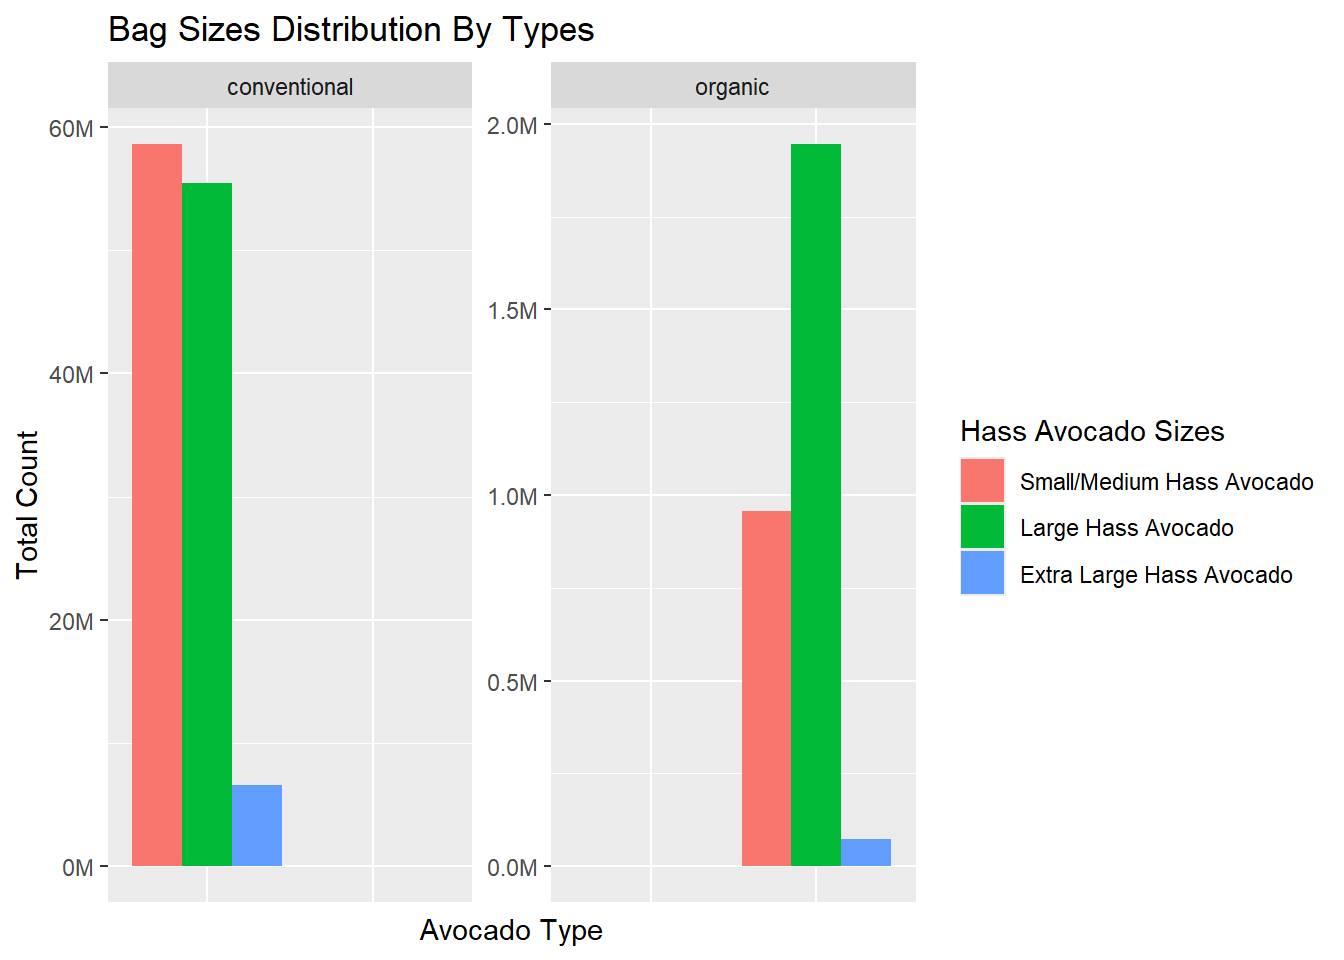 Bag Sizes Distribution By Types
conventional
organic
60M
40M
20M
0M
2.0M
1.5M
1.0M
0.5M
0.0M
Total Count
Avocado Type
Hass Avocado Sizes
Small/Medium Hass Avocado
Large Hass Avocado
Extra Large Hass Avocado